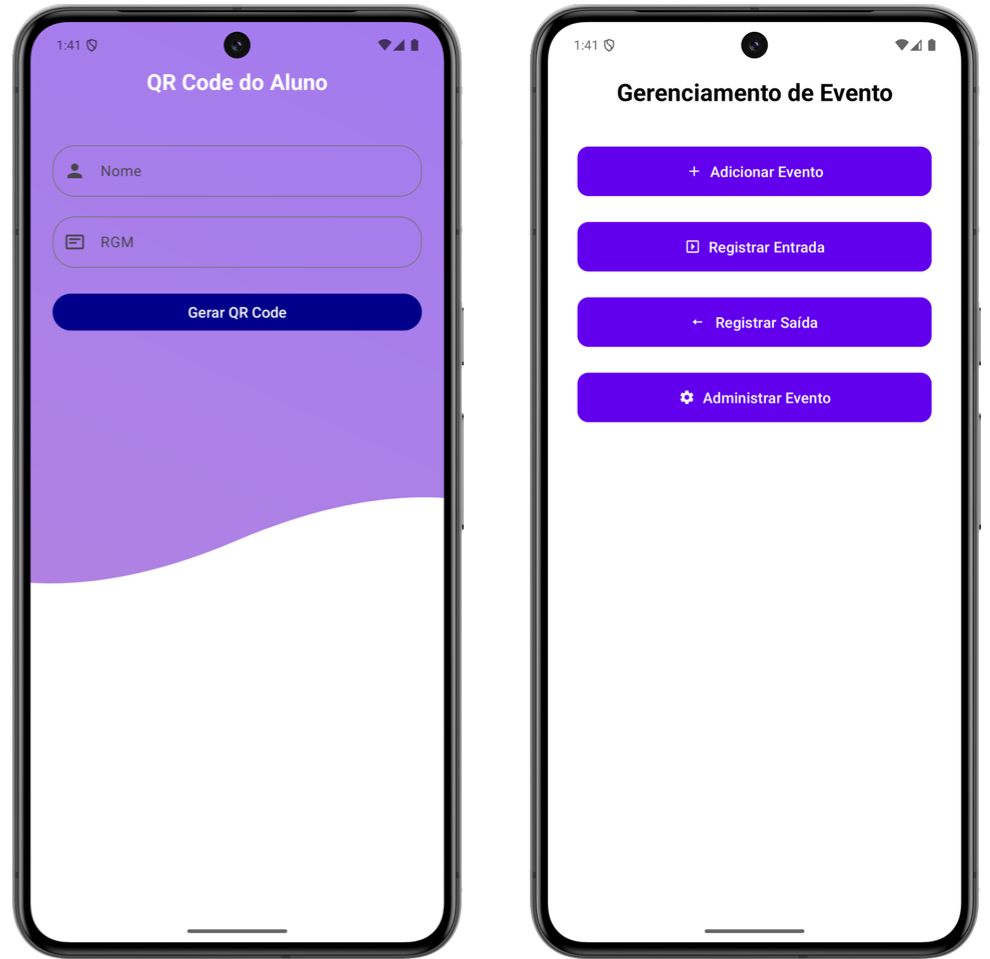 1:41
QR Code do Aluno
Nome
RGM
Gerar QR Code
1:41
Gerenciamento de Evento
Adicionar Evento
Registrar Entrada
Registrar Saída
Administrar Evento